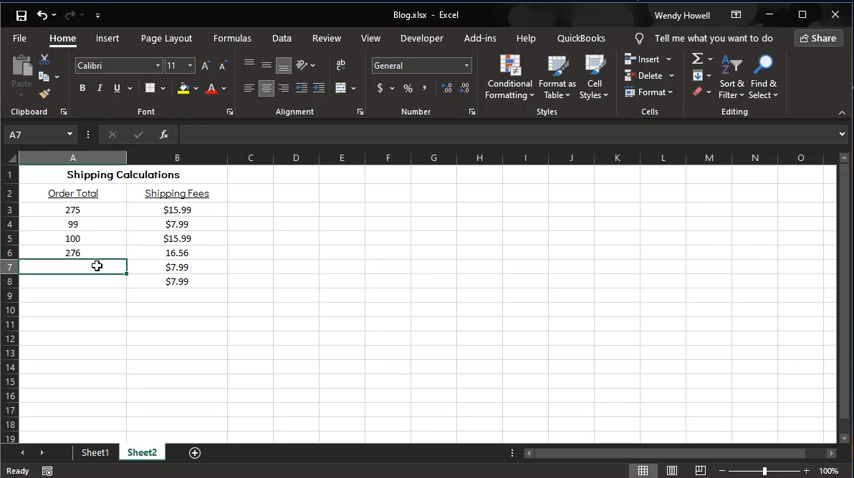 Blog.xlsx - Excel
Wendy Howell
File Home Insert Page Layout Formulas Data Review View Developer Add-ins Help QuickBooks Tell me what you want to do Share
Paste
Calibri 11
B I U A
ab
General
$ % ,
Conditional Formatting
Format as Table
Cell Styles
Insert
Delete
Format
Sort & Filter
Find & Select
Clipboard Font Alignment Number Styles Cells Editing
A7 fx
A B C D E F G H I J K L M N O
1 Shipping Calculations
2 Order Total Shipping Fees
3 275 $15.99
4 99 $7.99
5 100 $15.99
6 276 16.56
7 $7.99
8 $7.99
9
10
11
12
13
14
15
16
17
18
19
Sheet1 Sheet2
Ready 100%